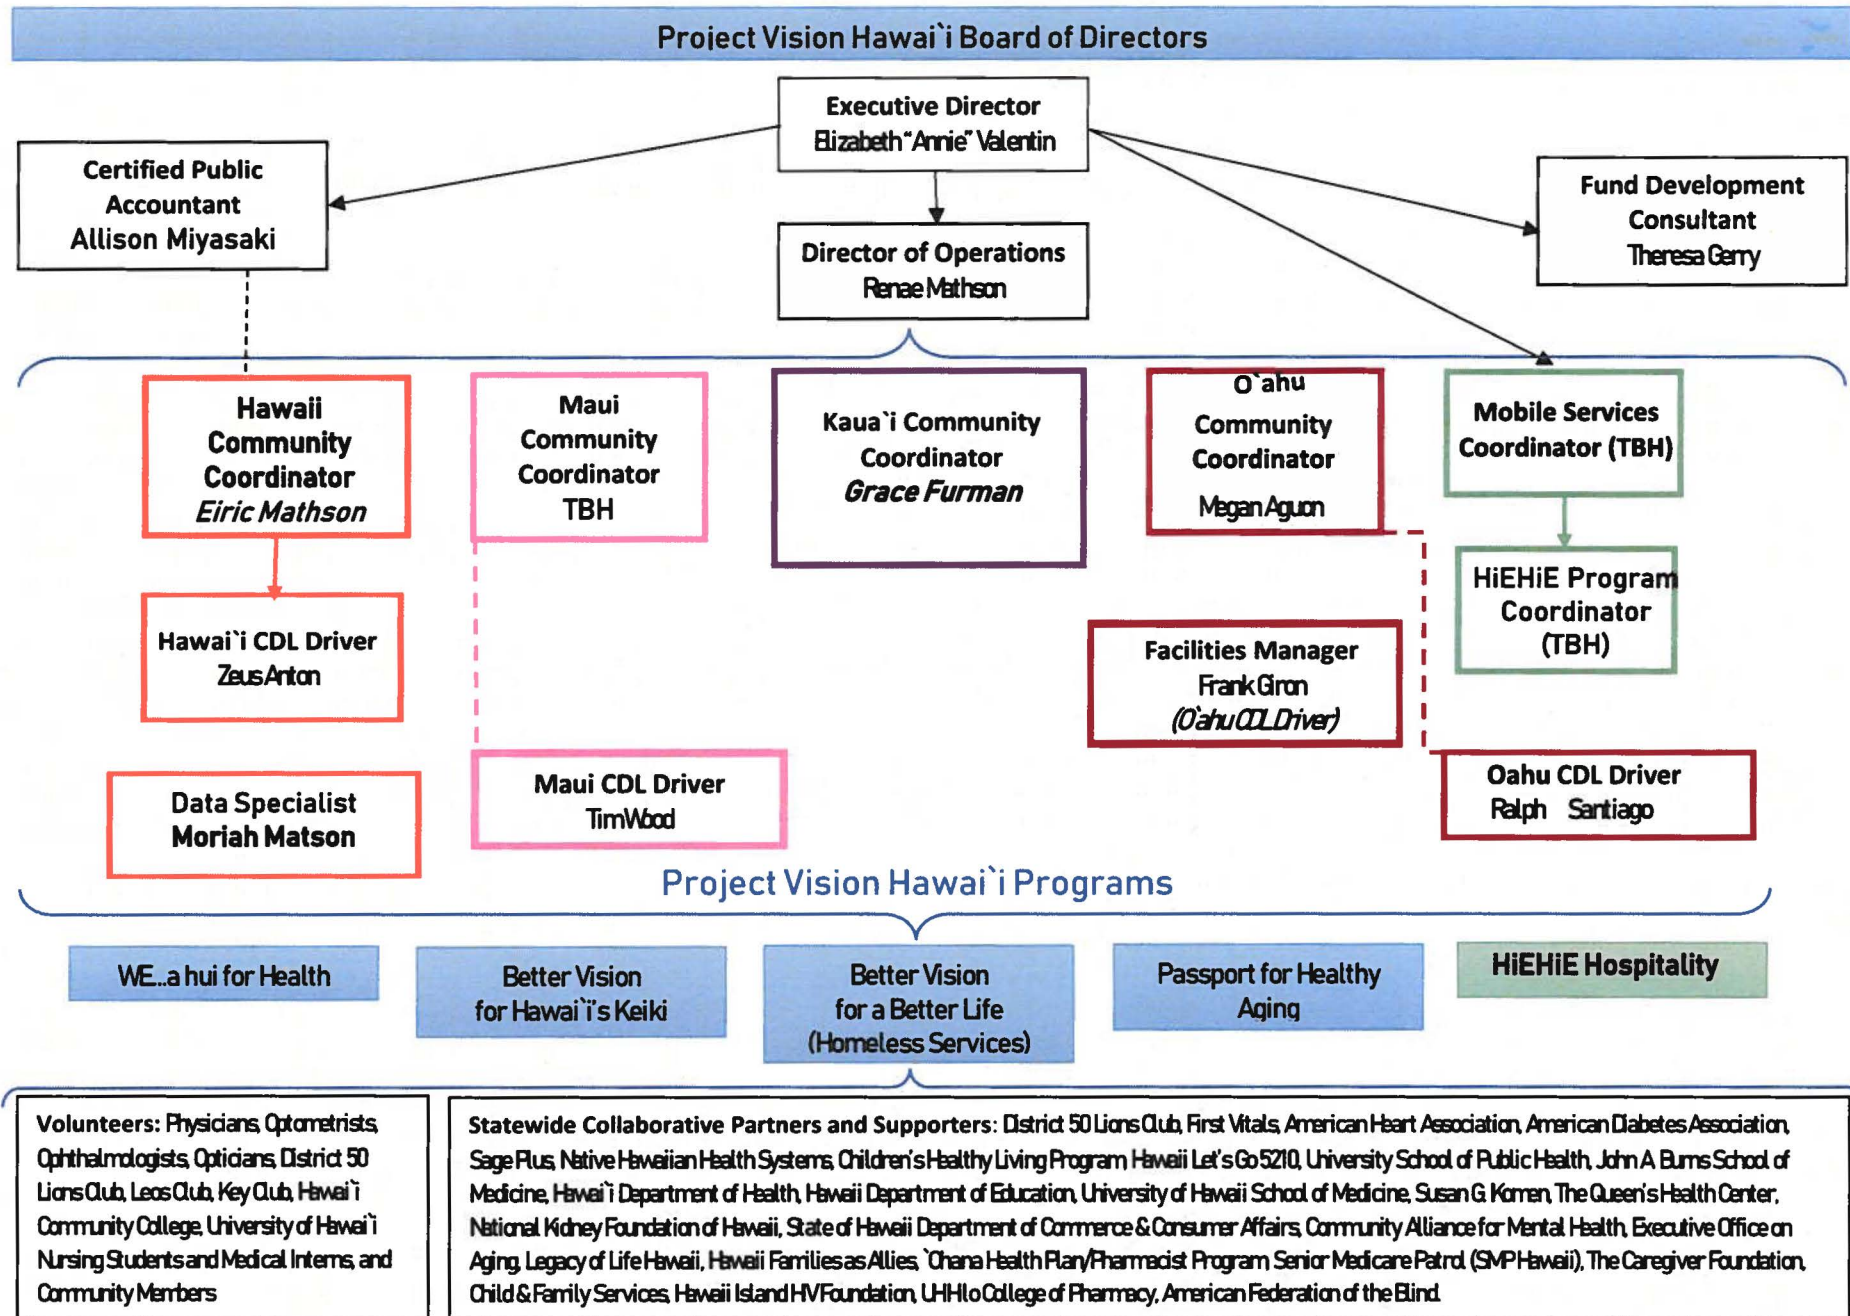 Project Vision Hawai`i Board of Directors
Executive Director
Elizabeth "Annie" Valentin
Certified Public
Accountant
Allison Miyasaki
Fund Development
Consultant
Theresa Gerry
Director of Operations
Renae Mathson
Hawaii
Community
Coordinator
Eiric Mathson
Maui
Community
Coordinator
TBH
Kaua`i Community
Coordinator
Grace Furman
O`ahu
Community
Coordinator
Megan Aguon
Mobile Services
Coordinator (TBH)
HiEHiE Program
Coordinator
(TBH)
Hawai`i CDL Driver
Zeus Anton
Facilities Manager
Frank Giron
(O`ahu CDL Driver)
Data Specialist
Moriah Matson
Maui CDL Driver
Tim Wood
Oahu CDL Driver
Ralph Santiago
Project Vision Hawai`i Programs
WE...a hui for Health
Better Vision
for Hawai`i's Keiki
Better Vision
for a Better Life
(Homeless Services)
Passport for Healthy
Aging
HiEHiE Hospitality
Volunteers: Physicians, Optometrists,
Ophthalmologists, Opticians, District 50
Lions Club, Leos Club, Key Club, Hawai`i
Community College, University of Hawai`i
Nursing Students and Medical Interns, and
Community Members
Statewide Collaborative Partners and Supporters: District 50 Lions Club, First Vitals, American Heart Association, American Diabetes Association,
Sage Plus, Native Hawaiian Health Systems, Children's Healthy Living Program, Hawaii Let's Go 5210, University School of Public Health, John A Burns School of
Medicine, Hawai`i Department of Health, Hawaii Department of Education, University of Hawaii School of Medicine, Susan G. Komen, The Queen's Health Center,
National Kidney Foundation of Hawaii, State of Hawaii Department of Commerce & Consumer Affairs, Community Alliance for Mental Health, Executive Office on
Aging, Legacy of Life Hawaii, Hawaii Families as Allies, `Ohana Health Plan/Pharmacist Program, Senior Medicare Patrol (SMP Hawaii), The Caregiver Foundation,
Child & Family Services, Hawaii Island HIV Foundation, UH Hilo College of Pharmacy, American Federation of the Blind.